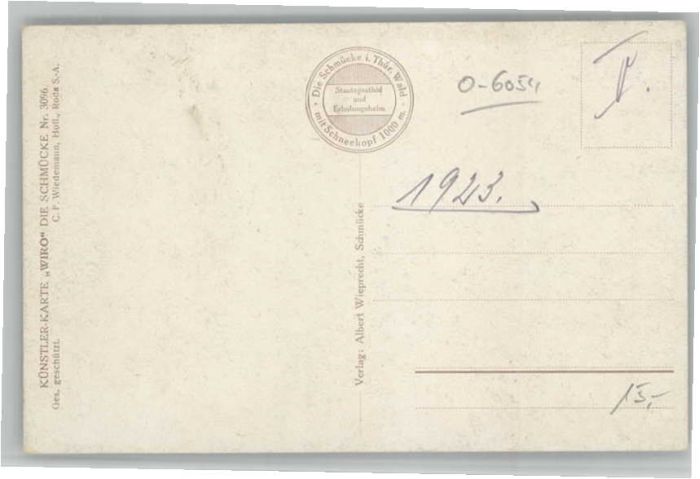 KÜNSTLER-KARTE „WIRO“ DIE SCHMÜCKE Nr. 3096.
Ges. geschützt.
C. F. Wiedemann, Hofl., Roda S.-A.
Die Schmücke i. Thür. Wald
Staatsgasthof
und
Erholungsheim
mit Schneekopf 1000 m.
O-6054
1923.
Verlag: Albert Wieprecht, Schmücke
15,-